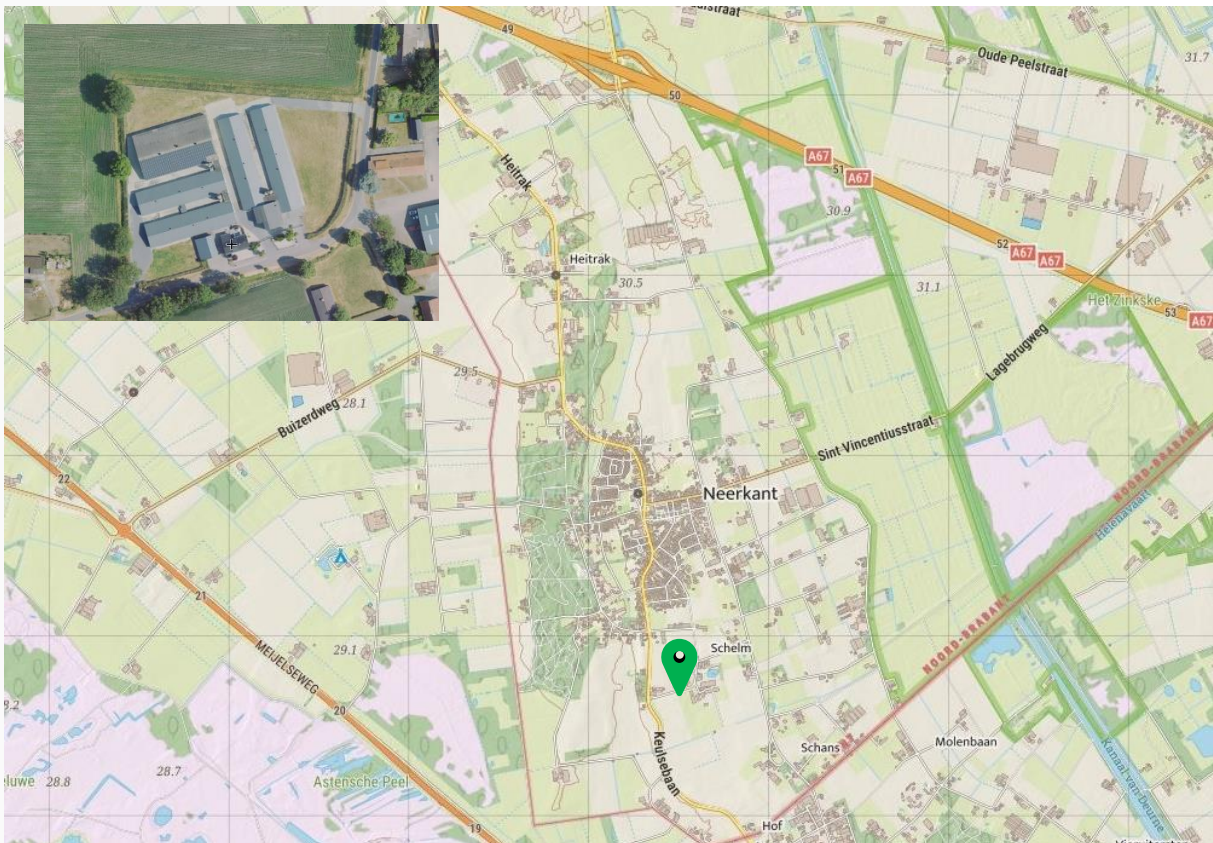 49
Oude Peelstraat
31.7
50
A67
51
A67
Heitrak
30.9
52
A67
A67
Heitrak
30.5
31.1
Het Zinkske
53
A67
Lagebrugweg
29.5
Buizerdweg
28.1
Sint Vincentiusstraat
22
Neerkant
NOORD-BRABANT
Helenavaart
21
MEIJELSEWEG
29.1
Schelm
NOORD-BRABANT
20
Keulsebaan
Schans
Molenbaan
28.7
28.8
Astensche Peel
Kanaal van Deurne
19
Hof